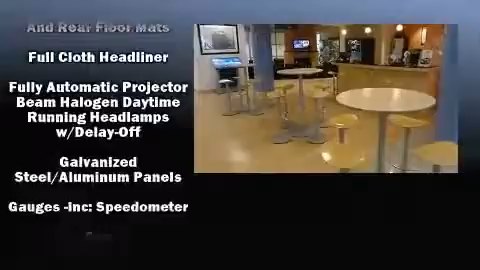 And Rear Floor Mats
Full Cloth Headliner
Fully Automatic Projector
Beam Halogen Daytime
Running Headlamps
w/Delay-Off
Galvanized
Steel/Aluminum Panels
Gauges -inc: Speedometer